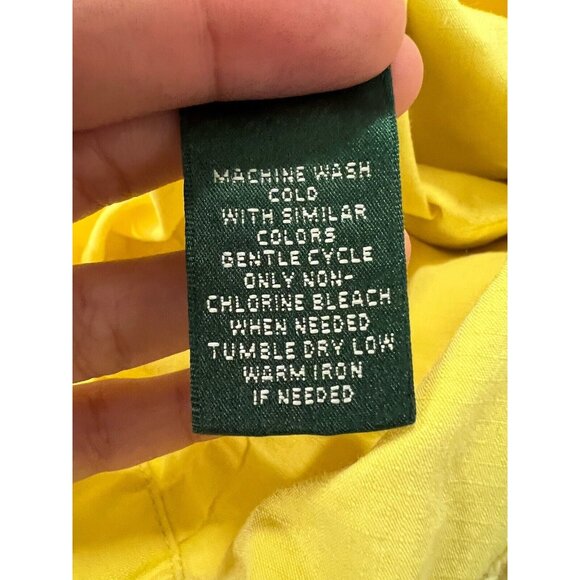 MACHINE WASH
COLD
WITH SIMILAR
COLORS
GENTLE CYCLE
ONLY NON-
CHLORINE BLEACH
WHEN NEEDED
TUMBLE DRY LOW
WARM IRON
IF NEEDED